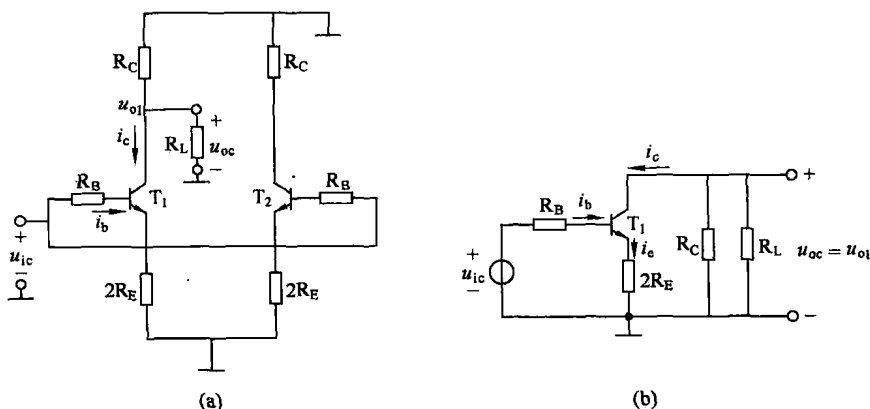 R_C
R_C
u_o1
i_c
R_L
+
u_oc
−
R_B
T_1
T_2
R_B
i_b
+
u_ic
−
2R_E
2R_E
(a)
i_c
+
R_B
i_b
T_1
i_e
+
u_ic
−
2R_E
R_C
R_L
u_oc = u_o1
−
(b)